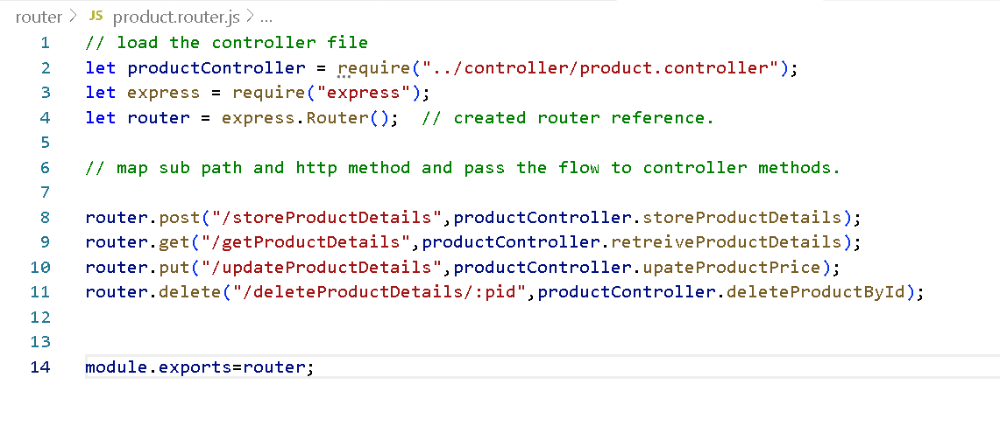 router > JS product.router.js > ...
1 // load the controller file
2 let productController = require("../controller/product.controller");
3 let express = require("express");
4 let router = express.Router();  // created router reference.
5
6 // map sub path and http method and pass the flow to controller methods.
7
8 router.post("/storeProductDetails",productController.storeProductDetails);
9 router.get("/getProductDetails",productController.retreiveProductDetails);
10 router.put("/updateProductDetails",productController.upateProductPrice);
11 router.delete("/deleteProductDetails/:pid",productController.deleteProductById);
12
13
14 module.exports=router;